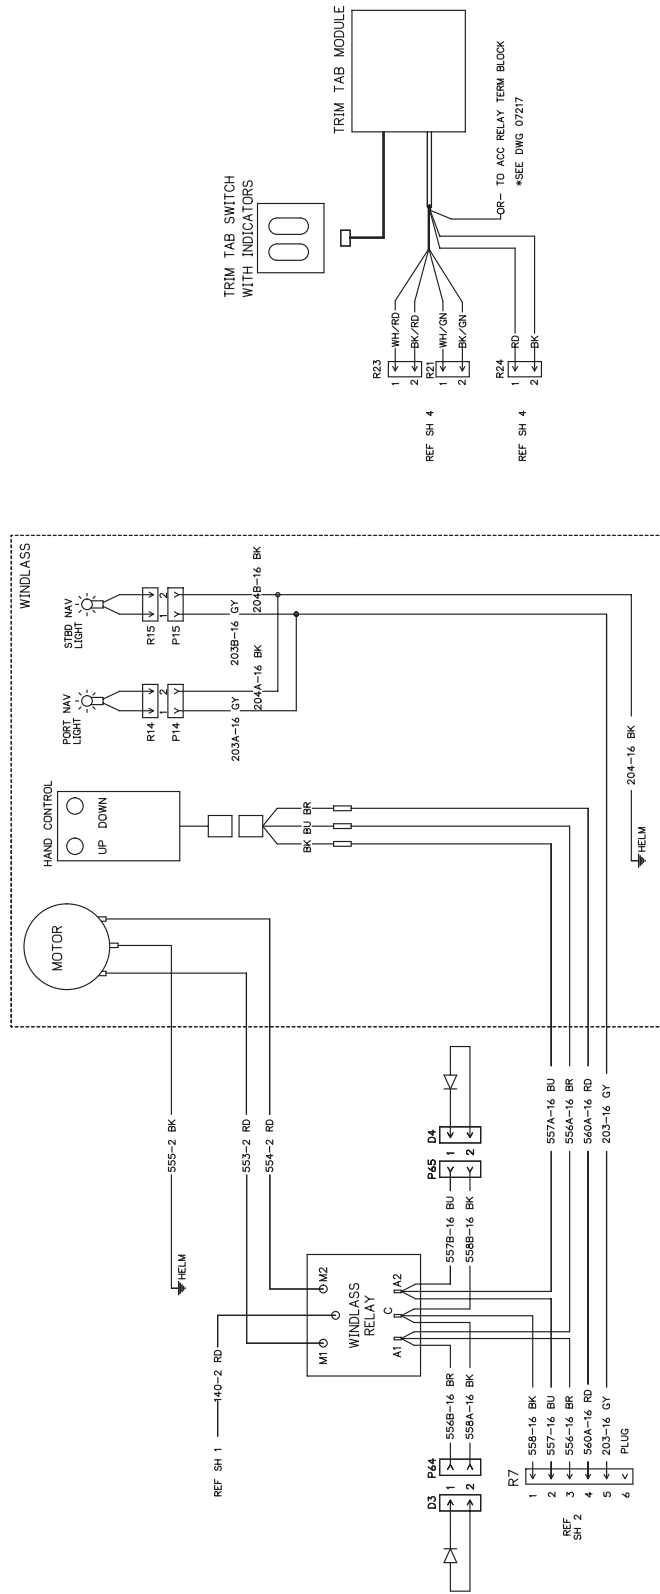 TRIM TAB MODULE
TRIM TAB SWITCH
WITH INDICATORS
OR- TO ACC RELAY TERM BLOCK
*SEE DWG 07217
R23
1
WH/RD
2
BK/RD
R21
1
WH/GN
2
BK/GN
REF SH 4
R24
1
RD
2
BK
REF SH 4
WINDLASS
STBD NAV
LIGHT
R15
1 2
P15
203B-16 GY
204B-16 BK
PORT NAV
LIGHT
R14
1 2
P14
203A-16 GY
204A-16 BK
HAND CONTROL
UP DOWN
BK BU BR
204-16 BK
HELM
MOTOR
555-2 BK
HELM
553-2 RD
554-2 RD
REF SH 1
140-2 RD
M1
M2
WINDLASS
RELAY
A1
C
A2
D4
1
2
P65
557B-16 BU
558B-16 BK
557A-16 BU
556A-16 BR
560A-16 RD
203-16 GY
556B-16 BR
558A-16 BK
P64
1
2
D3
R7
1
558-16 BK
2
557-16 BU
3
556-16 BR
4
560A-16 RD
5
203-16 GY
6
PLUG
REF
SH 2